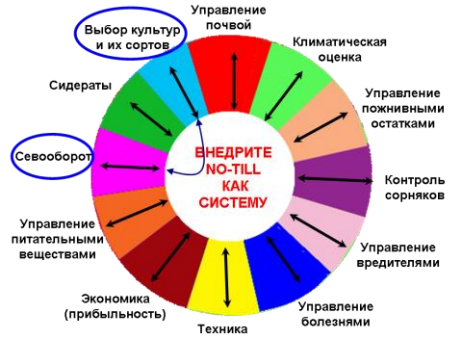 Управление
почвой
Выбор культур
и их сортов
Климатическая
оценка
Сидераты
Управление
пожнивными
остатками
Севооборот
ВНЕДРИТЕ
NO-TILL
КАК
СИСТЕМУ
Контроль
сорняков
Управление
питательными
веществами
Управление
вредителями
Экономика
(прибыльность)
Техника
Управление
болезнями